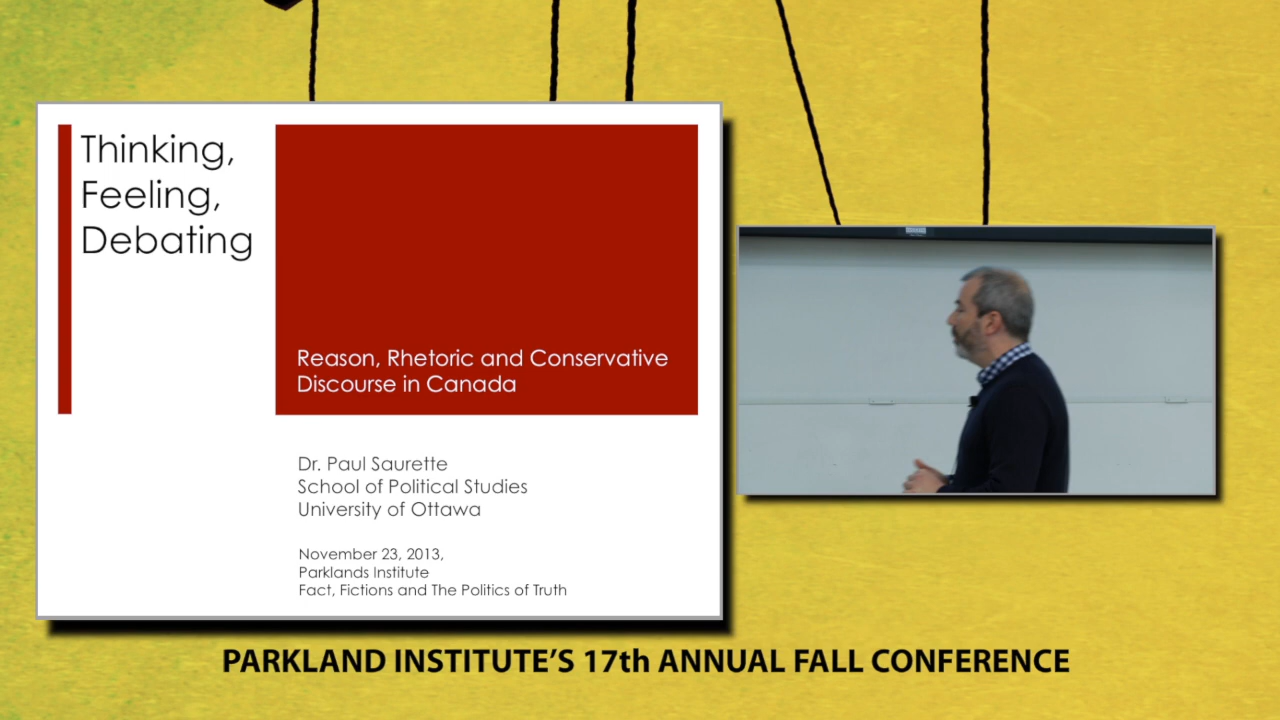 Thinking,
Feeling,
Debating
Reason, Rhetoric and Conservative
Discourse in Canada
Dr. Paul Saurette
School of Political Studies
University of Ottawa
November 23, 2013,
Parklands Institute
Fact, Fictions and The Politics of Truth
PARKLAND INSTITUTE'S 17th ANNUAL FALL CONFERENCE